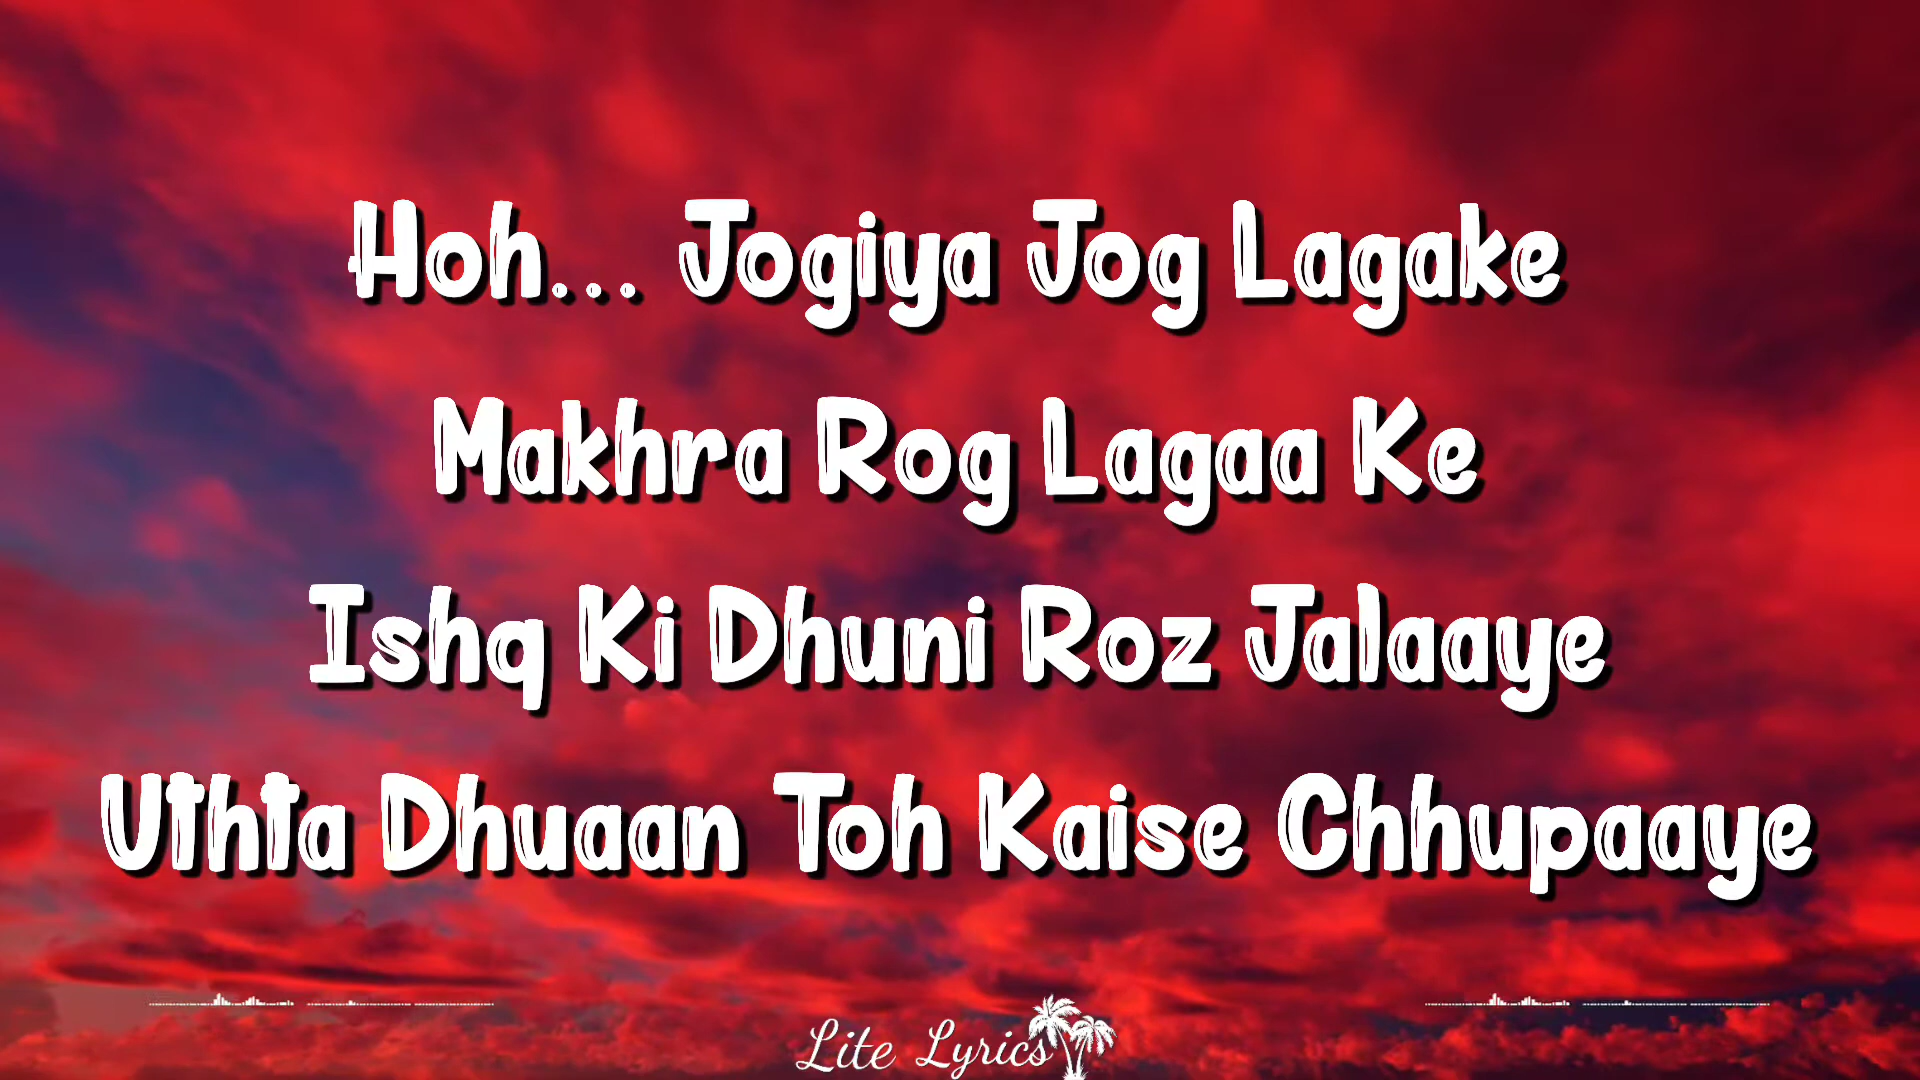 Hoh... Jogiya Jog Lagake
Makhra Rog Lagaa Ke
Ishq Ki Dhuni Roz Jalaaye
Uthta Dhuaan Toh Kaise Chhupaaye
Lite Lyrics